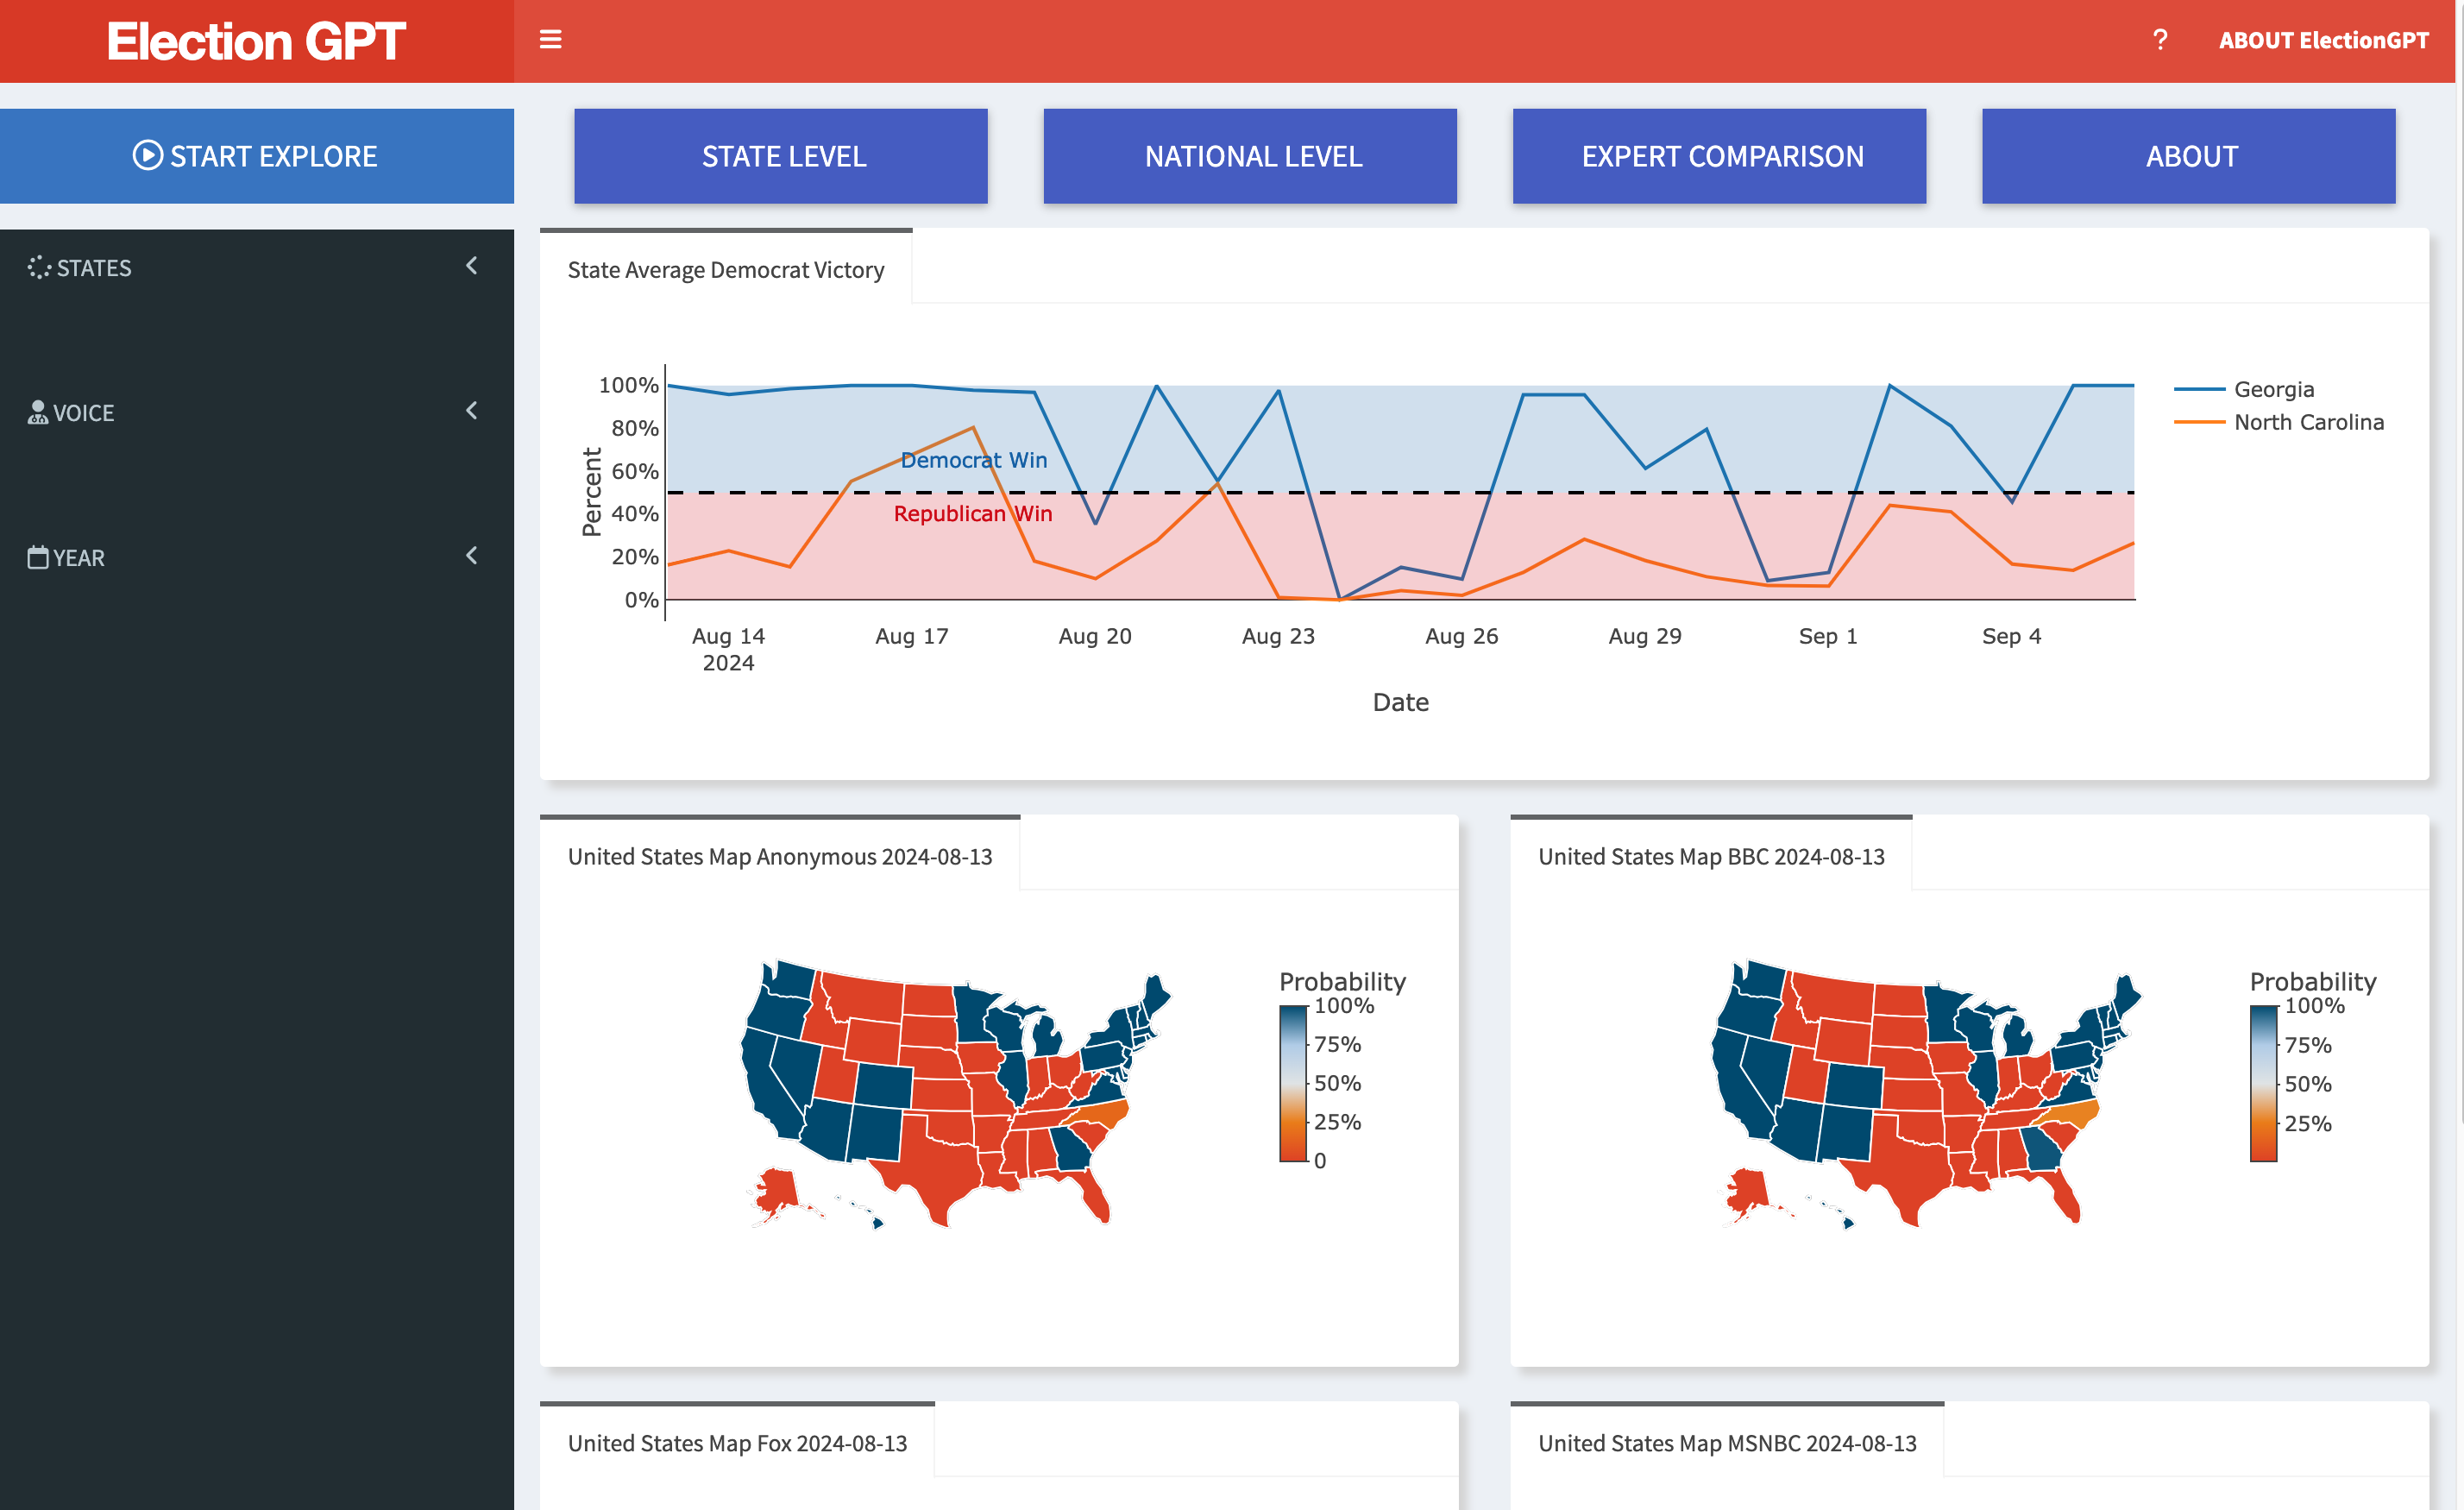 Election GPT
?
ABOUT ElectionGPT
START EXPLORE
STATE LEVEL
NATIONAL LEVEL
EXPERT COMPARISON
ABOUT
STATES
VOICE
YEAR
State Average Democrat Victory
100%
80%
60%
40%
20%
0%
Percent
Democrat Win
Republican Win
Georgia
North Carolina
Aug 14
2024
Aug 17
Aug 20
Aug 23
Aug 26
Aug 29
Sep 1
Sep 4
Date
United States Map Anonymous 2024-08-13
Probability
100%
75%
50%
25%
0
United States Map BBC 2024-08-13
Probability
100%
75%
50%
25%
United States Map Fox 2024-08-13
United States Map MSNBC 2024-08-13